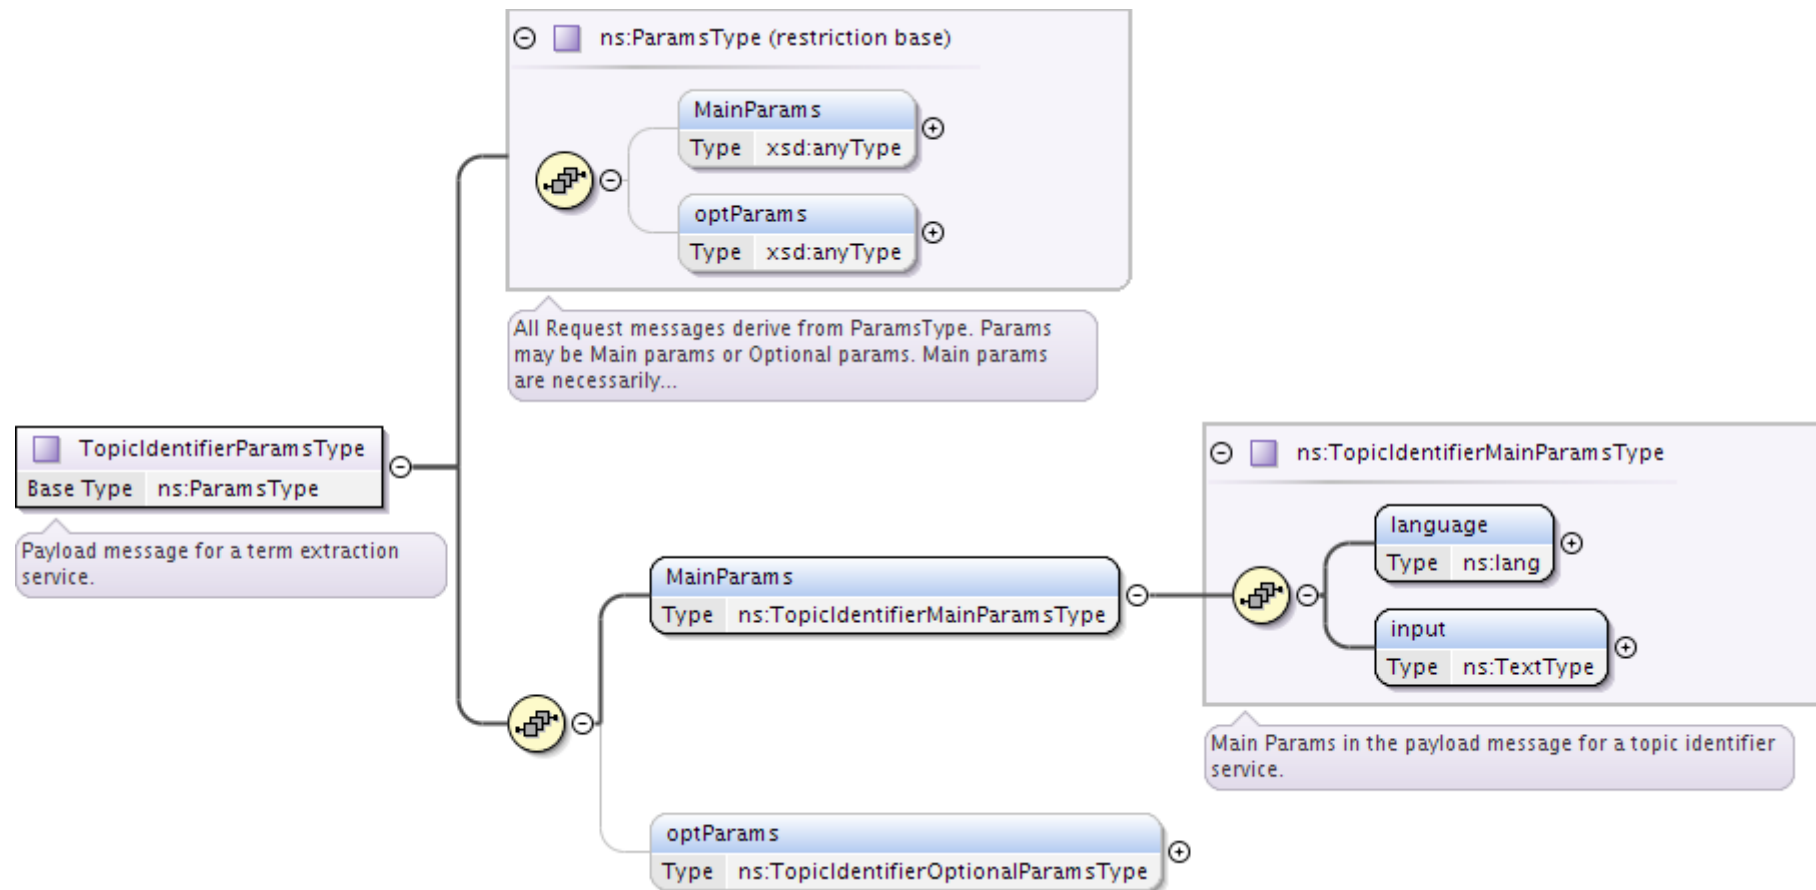 ns:ParamsType (restriction base)
MainParams
Type xsd:anyType
optParams
Type xsd:anyType
All Request messages derive from ParamsType. Params
may be Main params or Optional params. Main params
are necessarily...
TopicIdentifierParamsType
Base Type ns:ParamsType
Payload message for a term extraction
service.
MainParams
Type ns:TopicIdentifierMainParamsType
ns:TopicIdentifierMainParamsType
language
Type ns:lang
input
Type ns:TextType
Main Params in the payload message for a topic identifier
service.
optParams
Type ns:TopicIdentifierOptionalParamsType